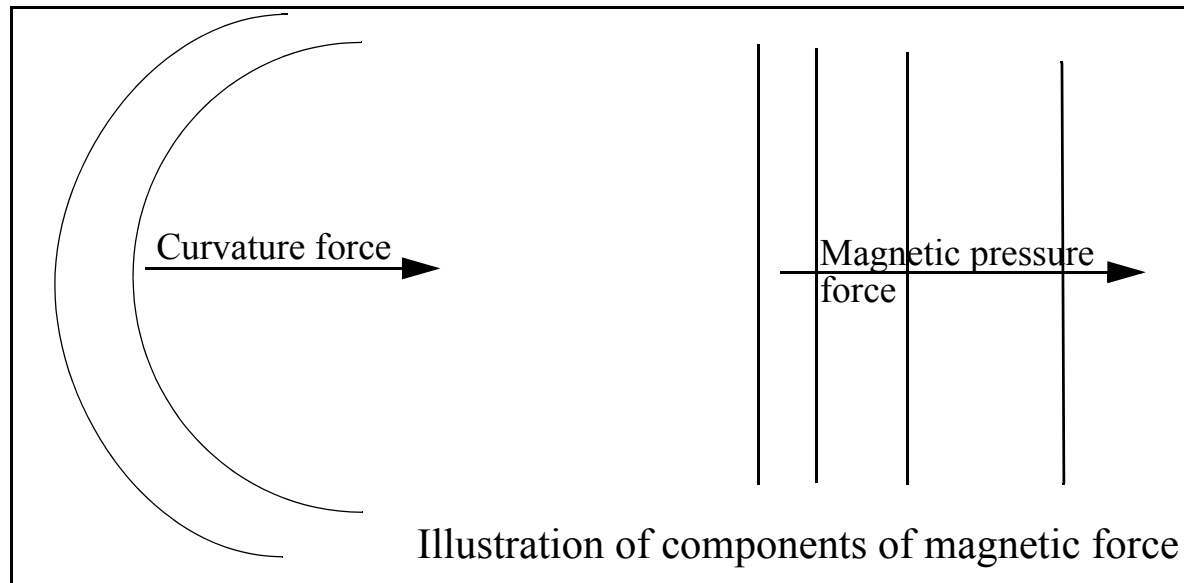 Curvature force
Magnetic pressure
force
Illustration of components of magnetic force